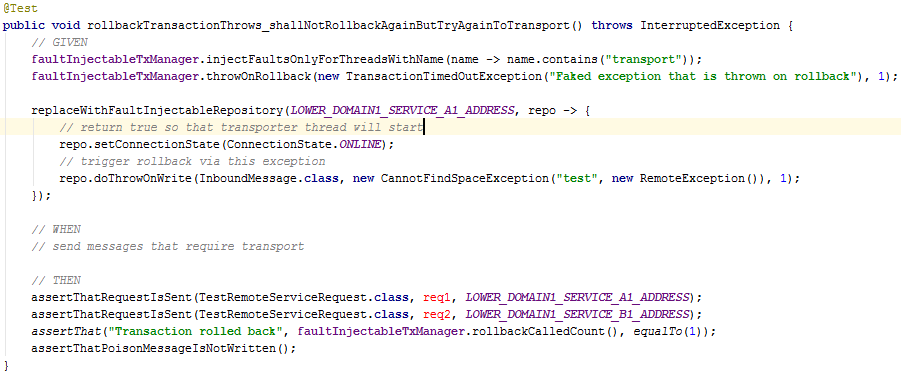 @Test
public void rollbackTransactionThrows_shallNotRollbackAgainButTryAgainToTransport() throws InterruptedException {
// GIVEN
faultInjectableTxManager.injectFaultsOnlyForThreadsWithName(name -> name.contains("transport"));
faultInjectableTxManager.throwOnRollback(new TransactionTimedOutException("Faked exception that is thrown on rollback"), 1);
replaceWithFaultInjectableRepository(LOWER_DOMAIN1_SERVICE_A1_ADDRESS, repo -> {
// return true so that transporter thread will start
repo.setConnectionState(ConnectionState.ONLINE);
// trigger rollback via this exception
repo.doThrowOnWrite(InboundMessage.class, new CannotFindSpaceException("test", new RemoteException()), 1);
});
// WHEN
// send messages that require transport
// THEN
assertThatRequestIsSent(TestRemoteServiceRequest.class, req1, LOWER_DOMAIN1_SERVICE_A1_ADDRESS);
assertThatRequestIsSent(TestRemoteServiceRequest.class, req2, LOWER_DOMAIN1_SERVICE_B1_ADDRESS);
assertThat("Transaction rolled back", faultInjectableTxManager.rollbackCalledCount(), equalTo(1));
assertThatPoisonMessageIsNotWritten();
}